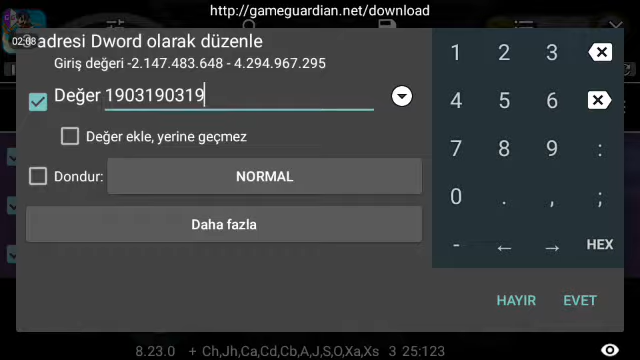 http://gameguardian.net/download
02:08
adresi Dword olarak düzenle
Giriş değeri -2.147.483.648 - 4.294.967.295
Değer 1903190319
Değer ekle, yerine geçmez
Dondur: NORMAL
Daha fazla
1 2 3
4 5 6
7 8 9 :
0 . , ;
- ← → HEX
HAYIR EVET
8.23.0 + Ch,Jh,Ca,Cd,Cb,A,J,S,O,Xa,Xs 3 25:123